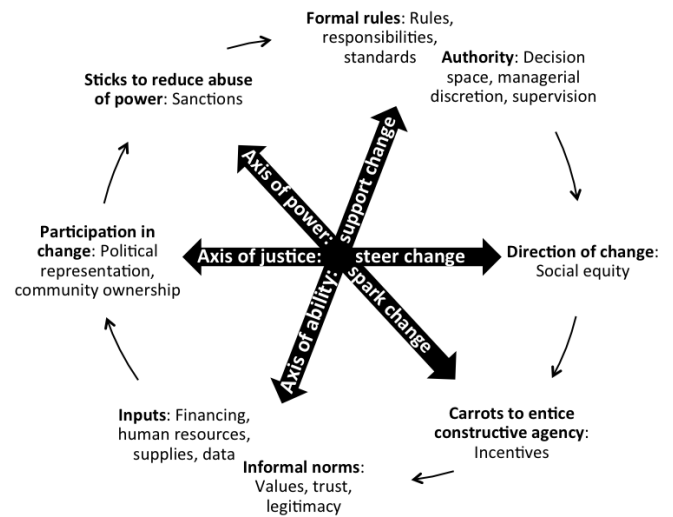 Formal rules: Rules,
responsibilities,
standards
Authority: Decision
space, managerial
discretion, supervision
Sticks to reduce abuse
of power: Sanctions
Axis of power: spark change
Axis of justice: steer change
Axis of ability: support change
Participation in
change: Political
representation,
community ownership
Direction of change:
Social equity
Inputs: Financing,
human resources,
supplies, data
Informal norms:
Values, trust,
legitimacy
Carrots to entice
constructive agency:
Incentives